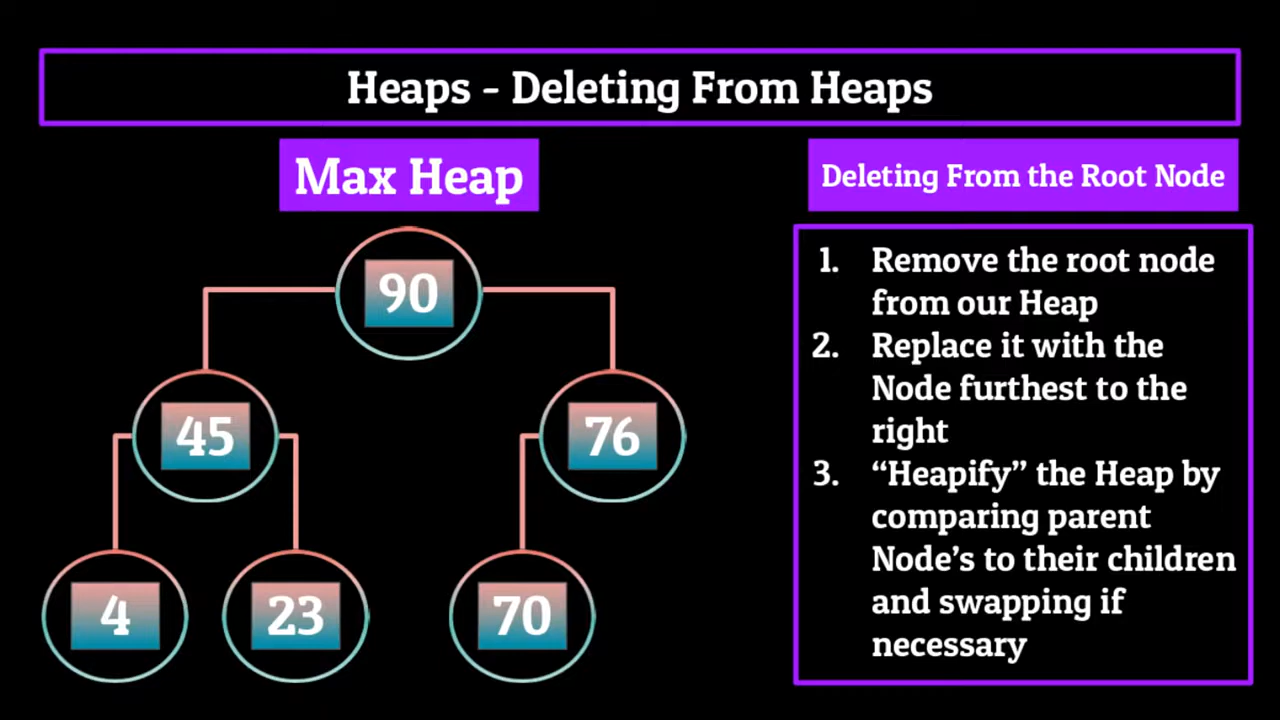 Heaps - Deleting From Heaps
Max Heap
90
45
76
4
23
70
Deleting From the Root Node
1. Remove the root node
from our Heap
2. Replace it with the
Node furthest to the
right
3. “Heapify” the Heap by
comparing parent
Node’s to their children
and swapping if
necessary